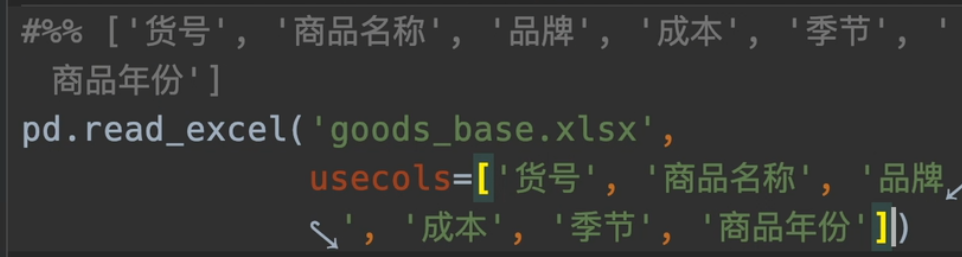 #%% ['货号', '商品名称', '品牌', '成本', '季节', '
商品年份']
pd.read_excel('goods_base.xlsx',
usecols=['货号', '商品名称', '品牌
', '成本', '季节', '商品年份'])